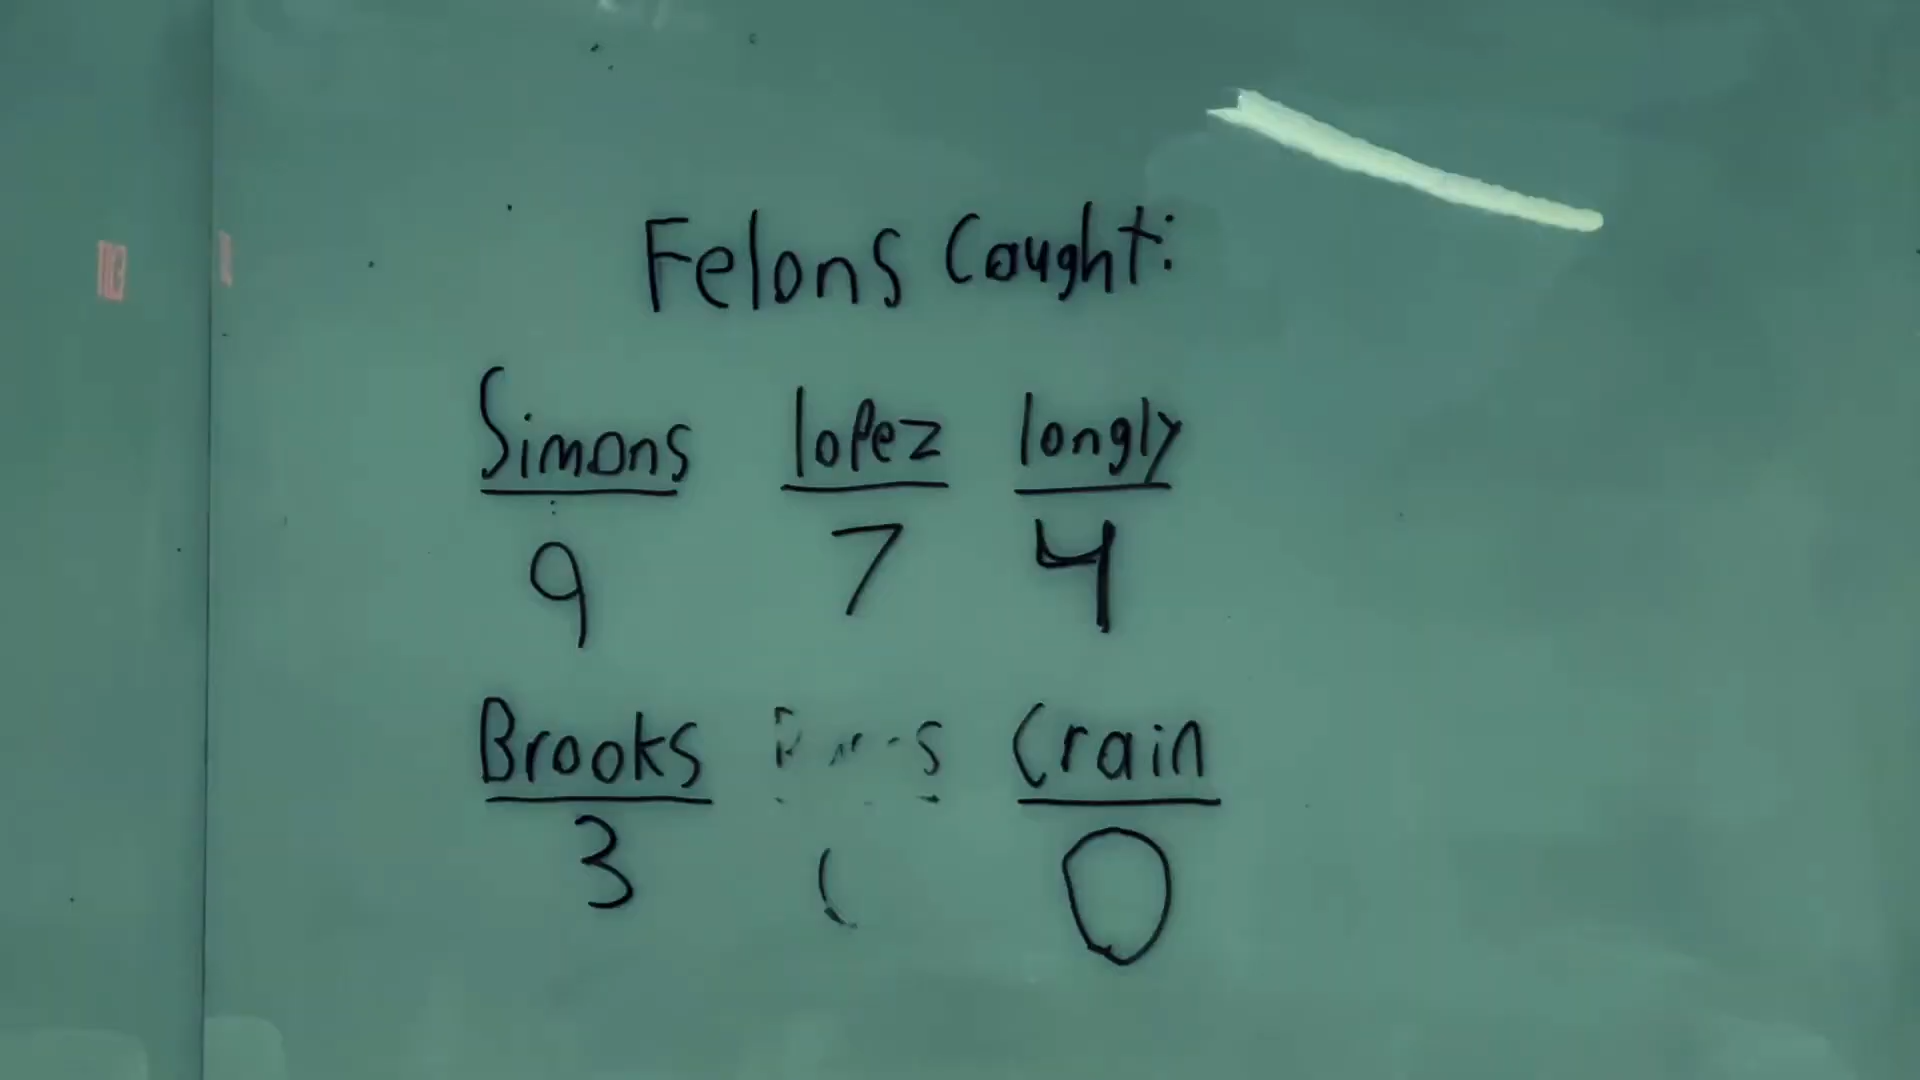 Felons Caught:
Simons lopez longly
9 7 4
Brooks Crain
3 0